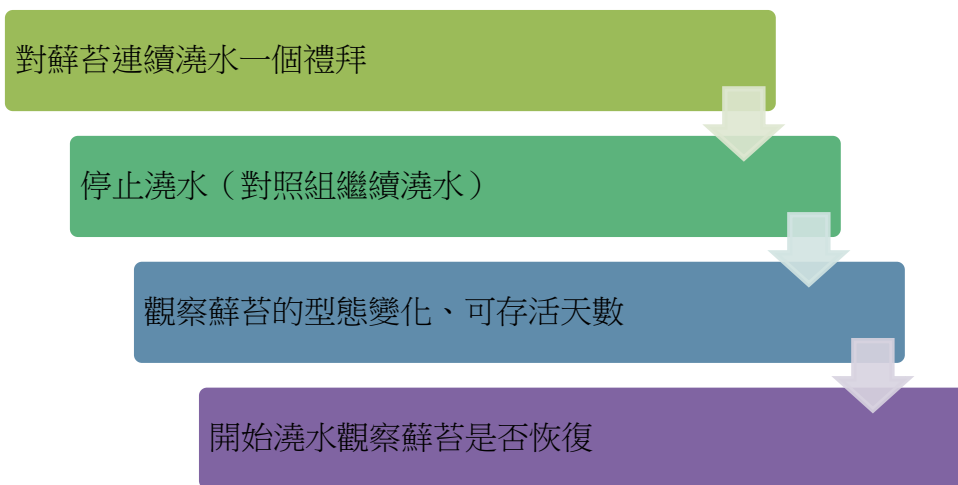 對蘚苔連續澆水一個禮拜
停止澆水（對照組繼續澆水）
觀察蘚苔的型態變化、可存活天數
開始澆水觀察蘚苔是否恢復